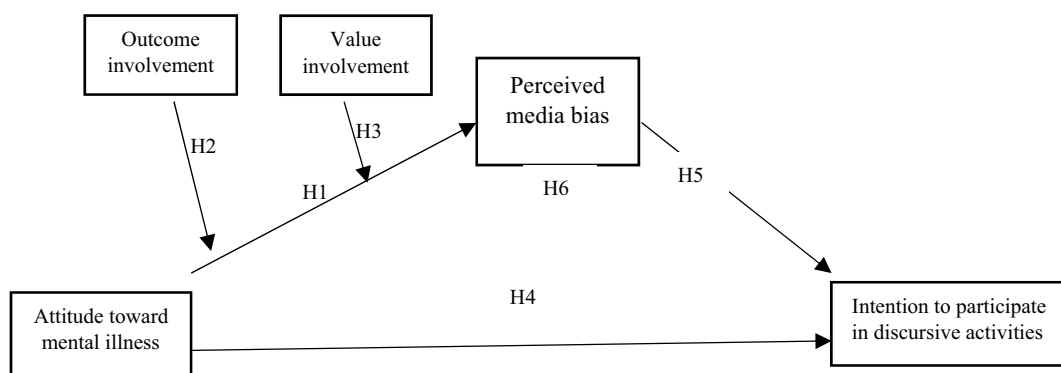 Outcome
involvement
Value
involvement
Perceived
media bias
H2
H3
H1
H6
H5
H4
Attitude toward
mental illness
Intention to participate
in discursive activities